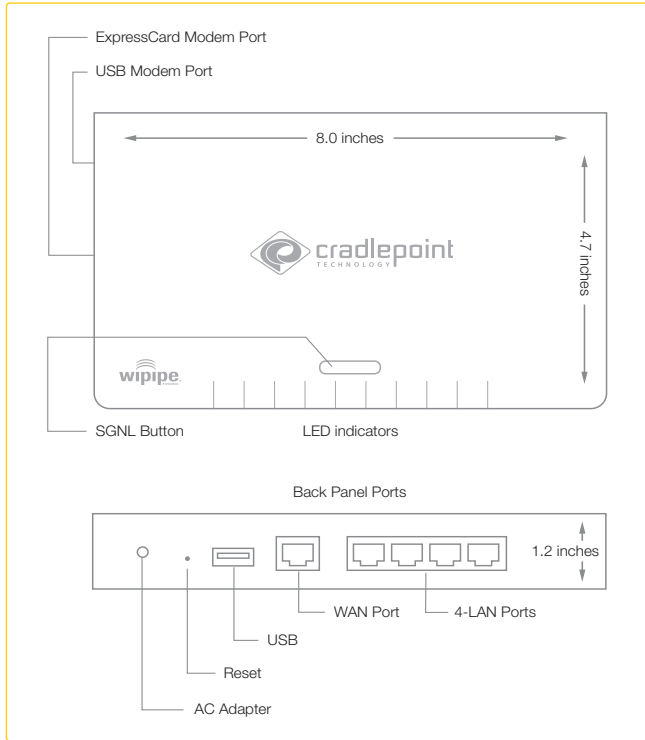 ExpressCard Modem Port
USB Modem Port
8.0 inches
4.7 inches
cradlepoint
TECHNOLOGY
wipipe
SGNL Button
LED indicators
Back Panel Ports
1.2 inches
WAN Port
4-LAN Ports
USB
Reset
AC Adapter